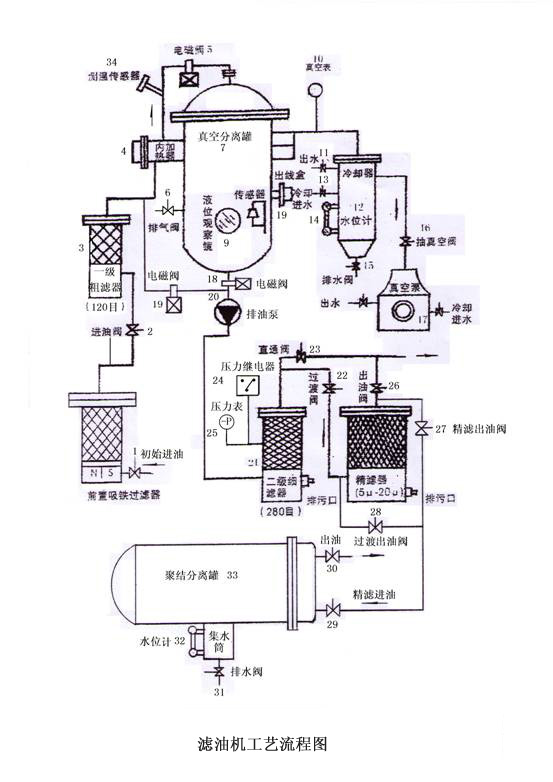 34
测温传感器
电磁阀 5
10
真空表
真空分离罐
7
4
内加
热器
11
出水
冷却器
出线盒
13
冷却
进水
传感器
19
12
水位计
14
6
排气阀
液位观察镜
9
3
一级
粗滤器
(120目)
16
抽真空阀
15
排水阀
真空泵
17
出水
冷却
进水
电磁阀
19
18
电磁阀
20
排油泵
进油阀
2
直通阀
23
压力继电器
24
过渡阀
22
出油阀
26
压力表
25
P
27 精滤出油阀
21
二级细
滤器
(280目)
排污口
精滤器
(5μ-20μ)
排污口
N S
1
初始进油
前置吸铁过滤器
28
过渡出油阀
出油
30
聚结分离罐 33
精滤进油
29
水位计 32
集水
筒
排水阀
31
滤油机工艺流程图